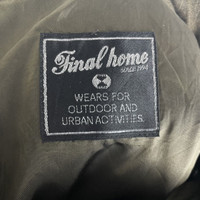 Final home
SINCE 1994
WEARS FOR
OUTDOOR AND
URBAN ACTIVITIES.